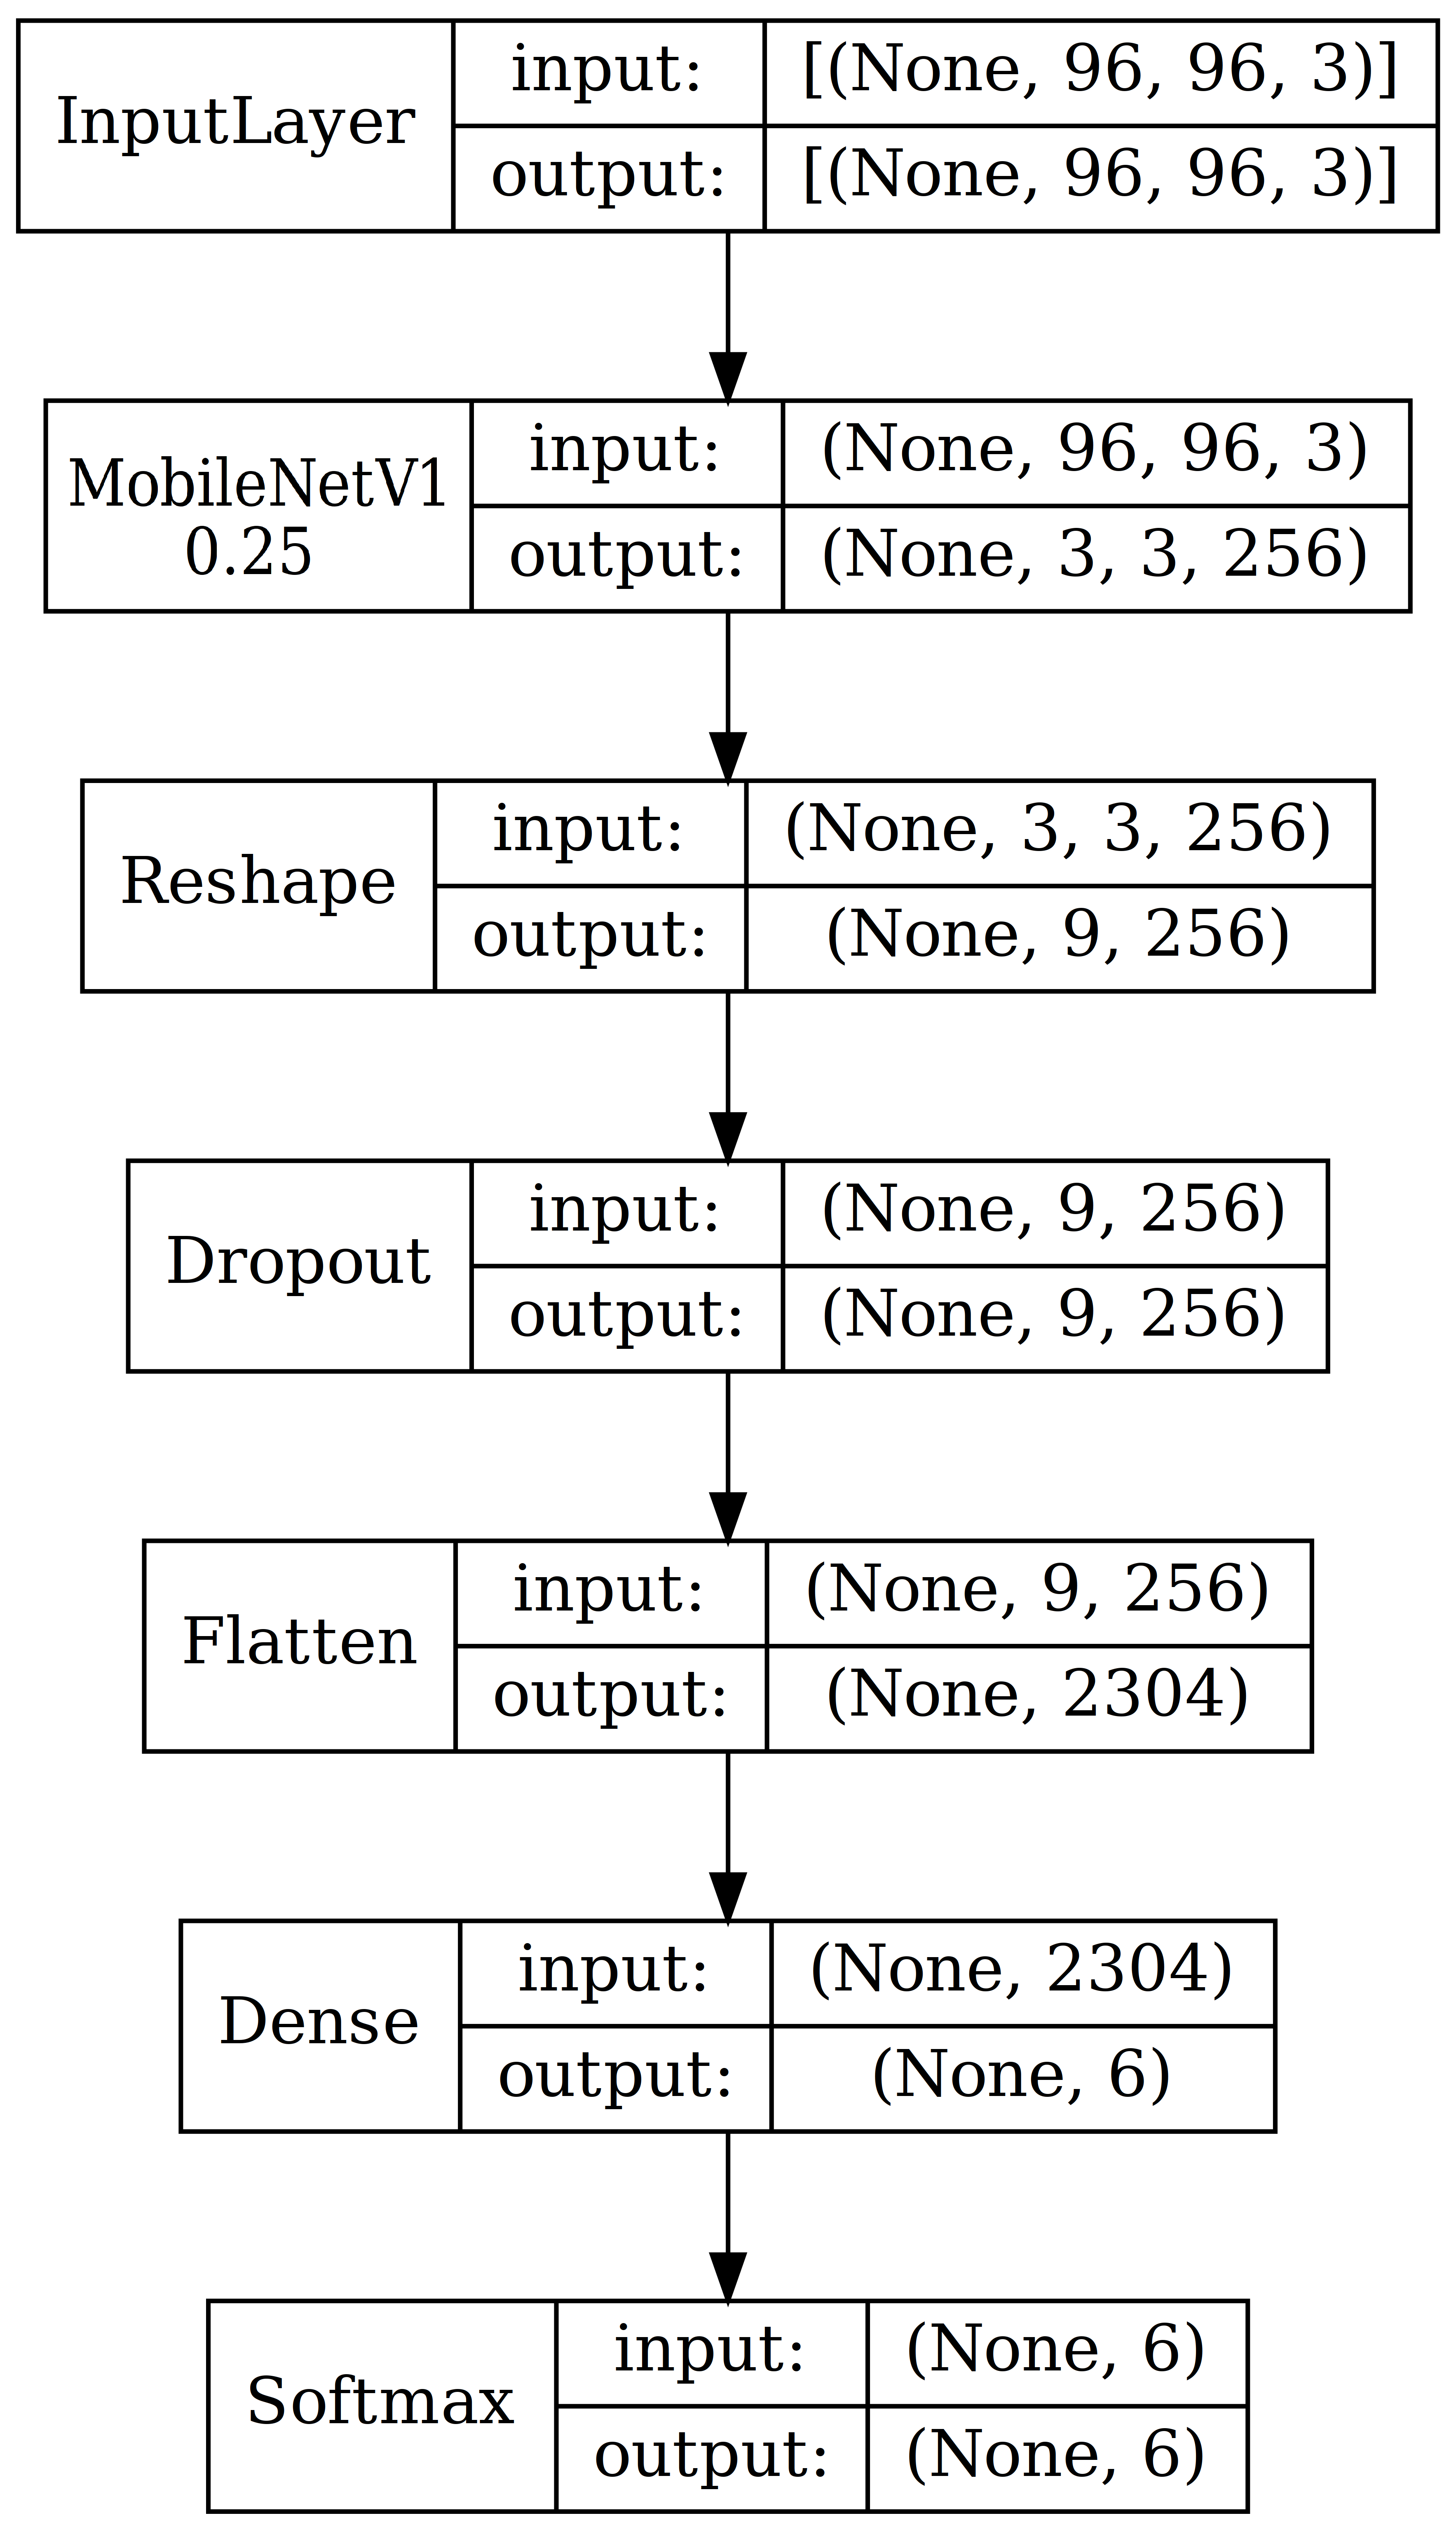 InputLayer
input:
[(None, 96, 96, 3)]
output:
[(None, 96, 96, 3)]
MobileNetV1
0.25
input:
(None, 96, 96, 3)
output:
(None, 3, 3, 256)
Reshape
input:
(None, 3, 3, 256)
output:
(None, 9, 256)
Dropout
input:
(None, 9, 256)
output:
(None, 9, 256)
Flatten
input:
(None, 9, 256)
output:
(None, 2304)
Dense
input:
(None, 2304)
output:
(None, 6)
Softmax
input:
(None, 6)
output:
(None, 6)